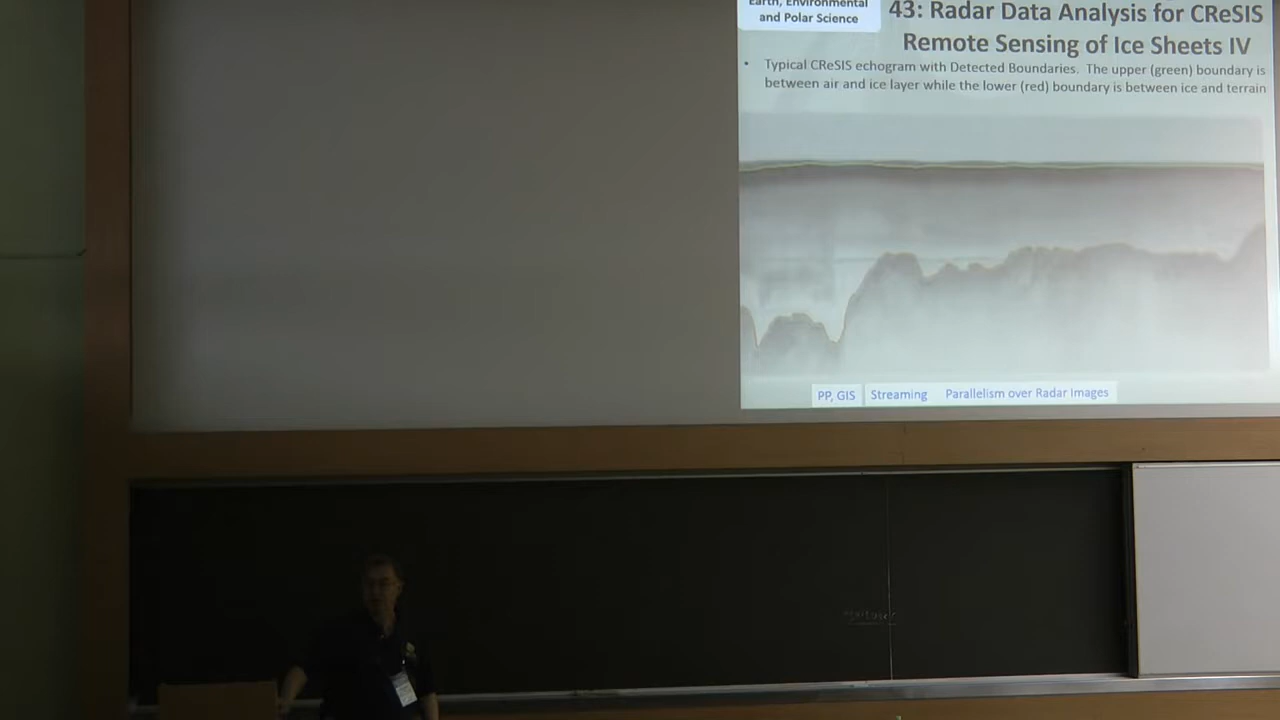 Earth, Environmental
and Polar Science
43: Radar Data Analysis for CReSIS
Remote Sensing of Ice Sheets IV
• Typical CReSIS echogram with Detected Boundaries. The upper (green) boundary is
between air and ice layer while the lower (red) boundary is between ice and terrain
PP, GIS
Streaming
Parallelism over Radar Images